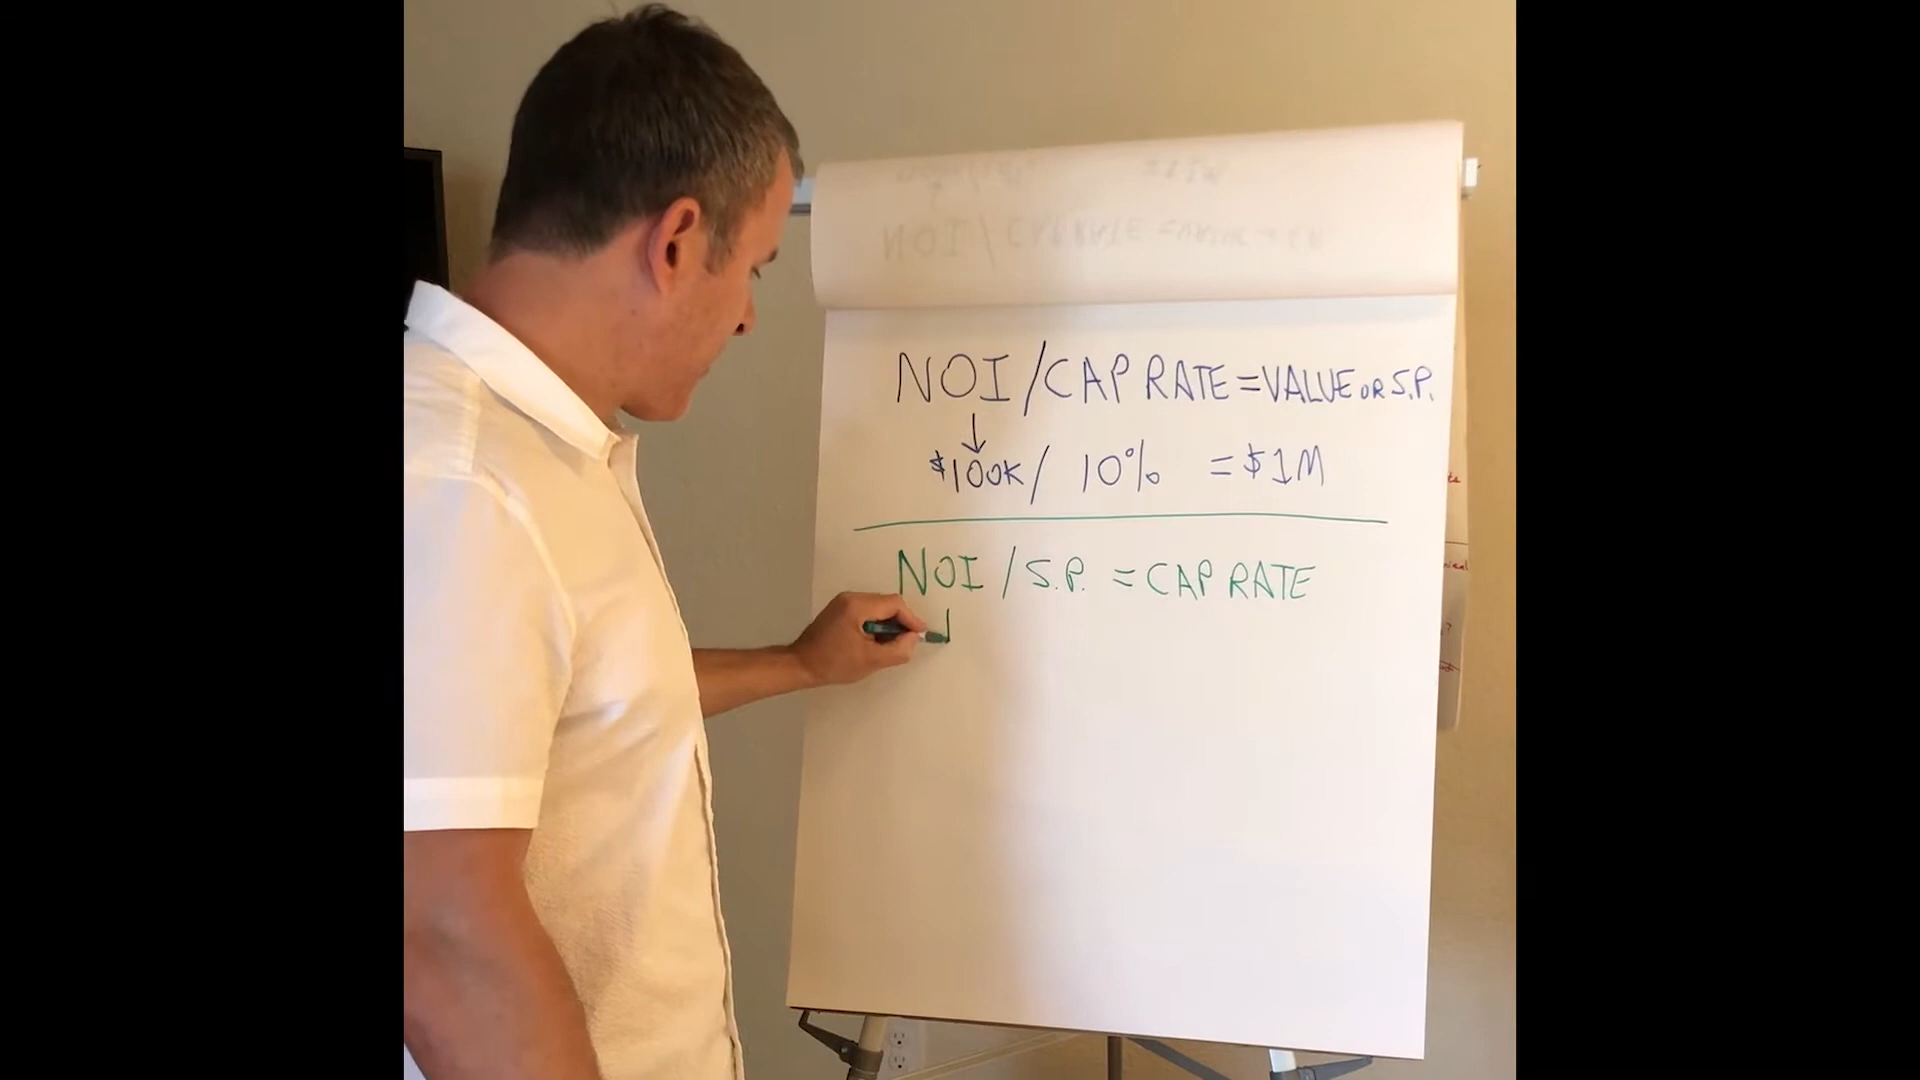 NOI / CAP RATE = VALUE OR S.P.
$100K / 10% = $1M
NOI / S.P. = CAP RATE